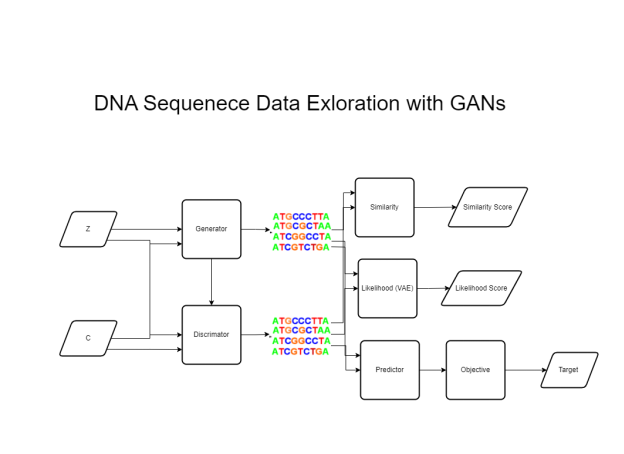 DNA Sequenece Data Exloration with GANs
Z
C
Generator
Discrimator
ATGCCCTTA
ATGCGCTAA
ATCGGCCTA
ATCGTCTGA
ATGCCCTTA
ATGCGCTAA
ATCGGCCTA
ATCGTCTGA
Similarity
Similarity Score
Likelihood (VAE)
Likelihood Score
Predictor
Objective
Target